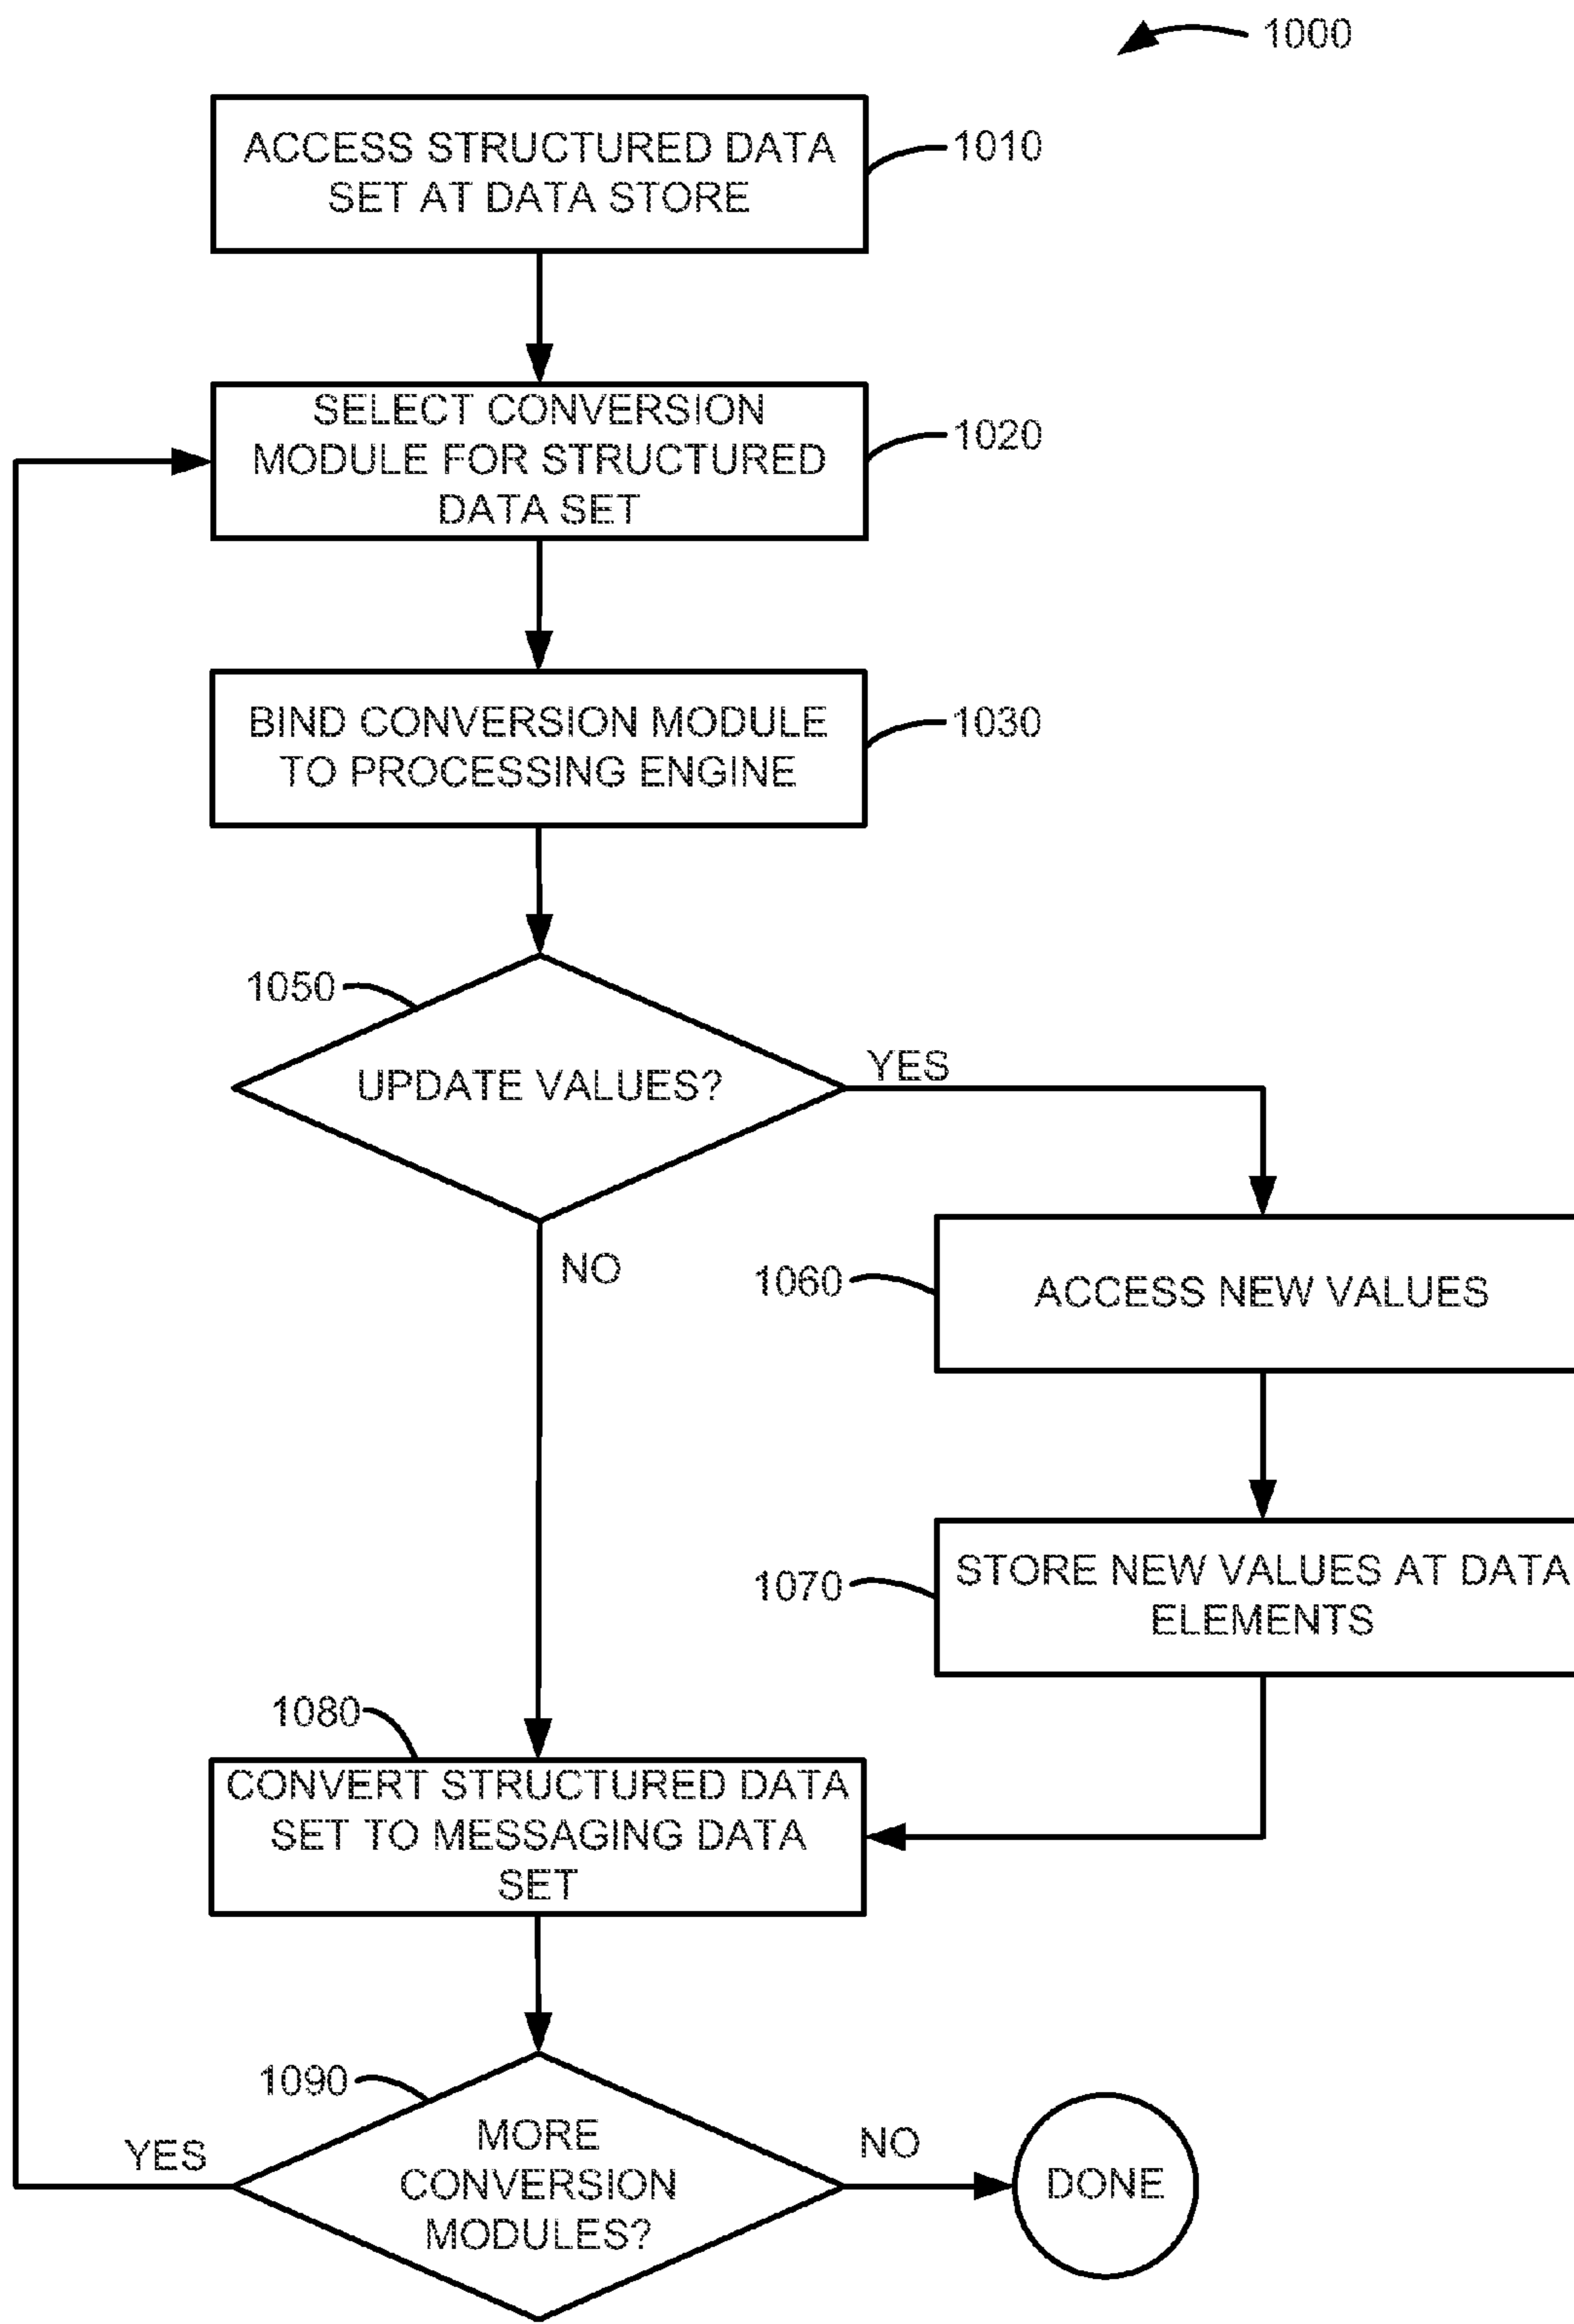 1000
ACCESS STRUCTURED DATA
SET AT DATA STORE
1010
SELECT CONVERSION
MODULE FOR STRUCTURED
DATA SET
1020
BIND CONVERSION MODULE
TO PROCESSING ENGINE
1030
1050
UPDATE VALUES?
YES
NO
1060
ACCESS NEW VALUES
1070
STORE NEW VALUES AT DATA
ELEMENTS
1080
CONVERT STRUCTURED DATA
SET TO MESSAGING DATA
SET
1090
MORE
CONVERSION
MODULES?
YES
NO
DONE